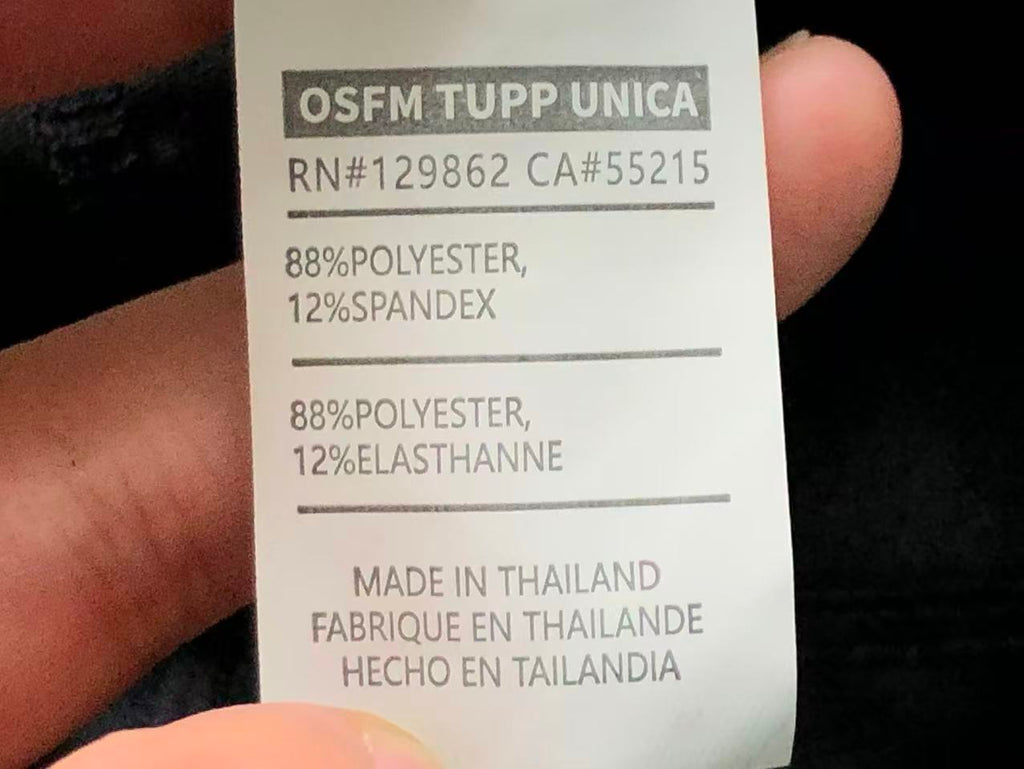 OSFM TUPP UNICA
RN#129862 CA#55215
88%POLYESTER,
12%SPANDEX
88%POLYESTER,
12%ELASTHANNE
MADE IN THAILAND
FABRIQUE EN THAILANDE
HECHO EN TAILANDIA